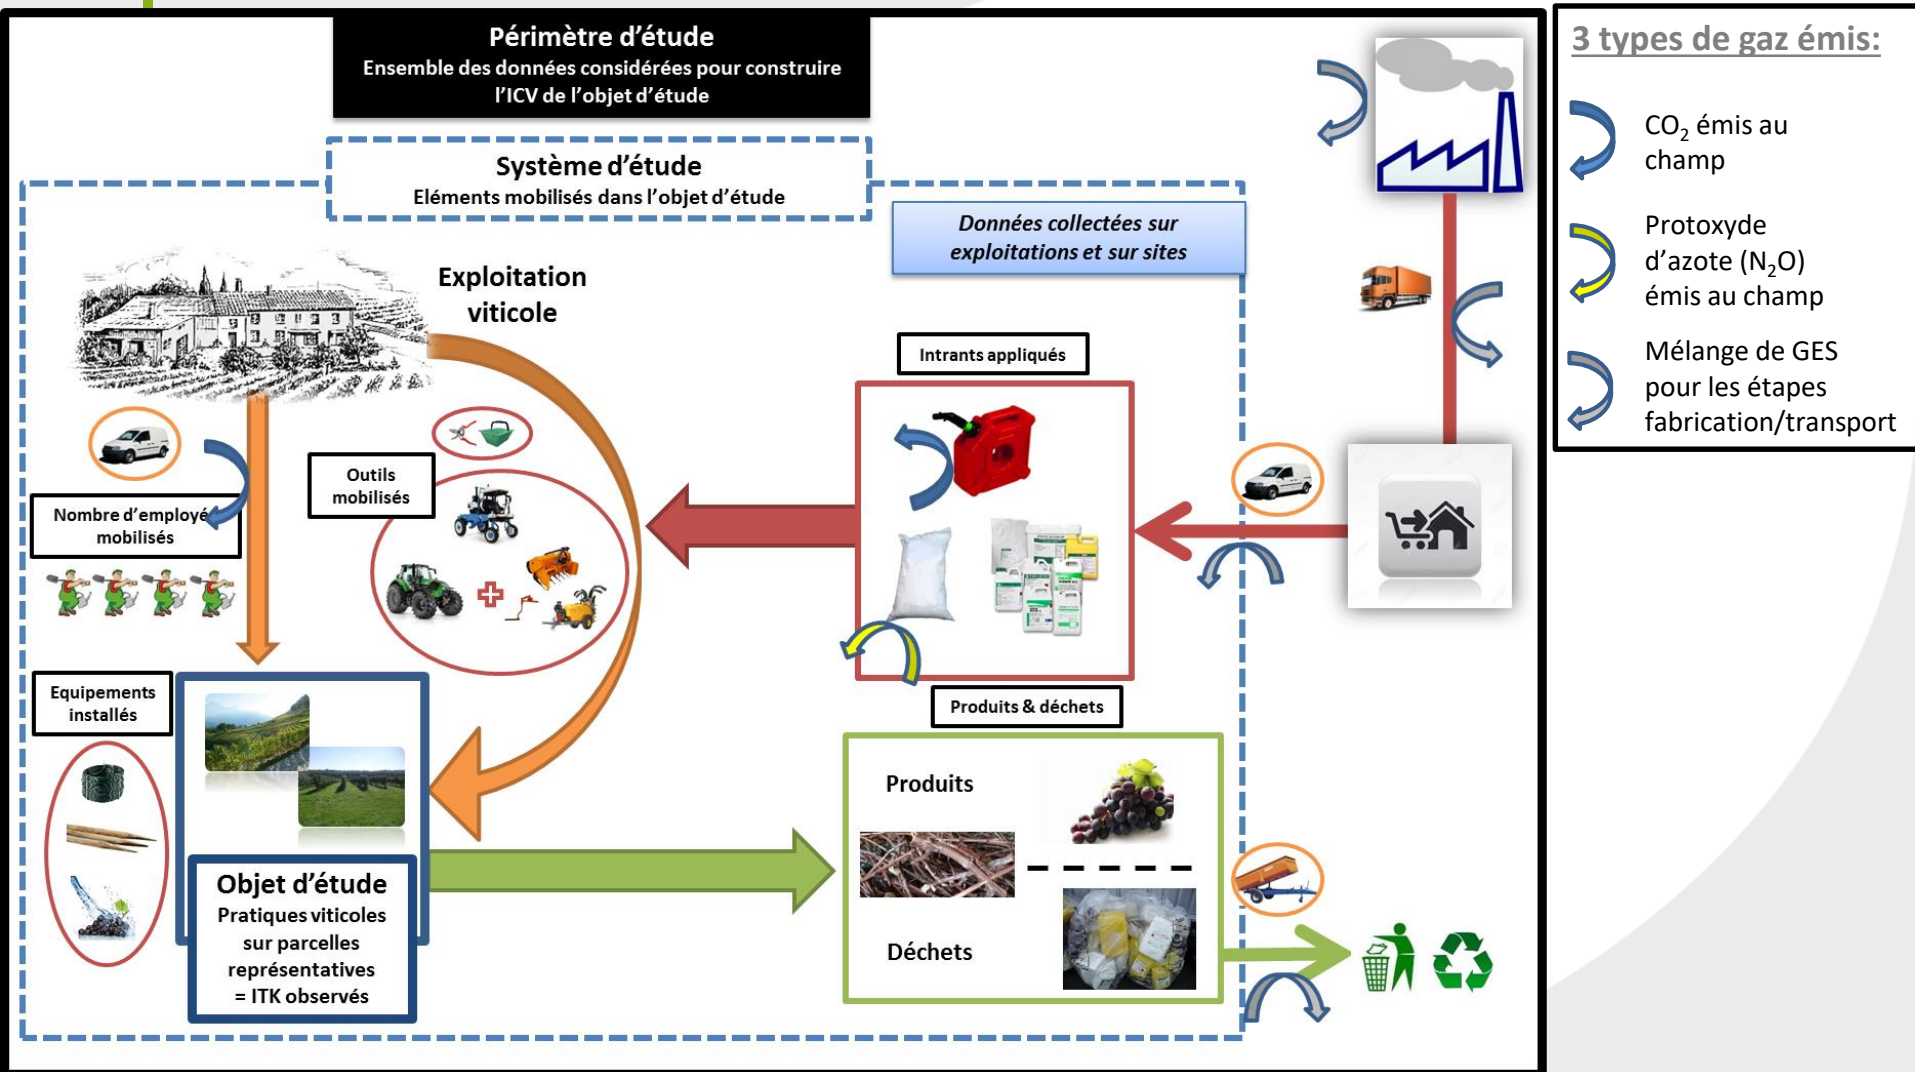 Périmètre d'étude
Ensemble des données considérées pour construire
l'ICV de l'objet d'étude
Système d'étude
Eléments mobilisés dans l'objet d'étude
Données collectées sur
exploitations et sur sites
Exploitation
viticole
Intrants appliqués
Outils
mobilisés
Nombre d'employé
mobilisés
Equipements
installés
Produits & déchets
Produits
Déchets
Objet d'étude
Pratiques viticoles
sur parcelles
représentatives
= ITK observés
3 types de gaz émis:
CO₂ émis au
champ
Protoxyde
d'azote (N₂O)
émis au champ
Mélange de GES
pour les étapes
fabrication/transport